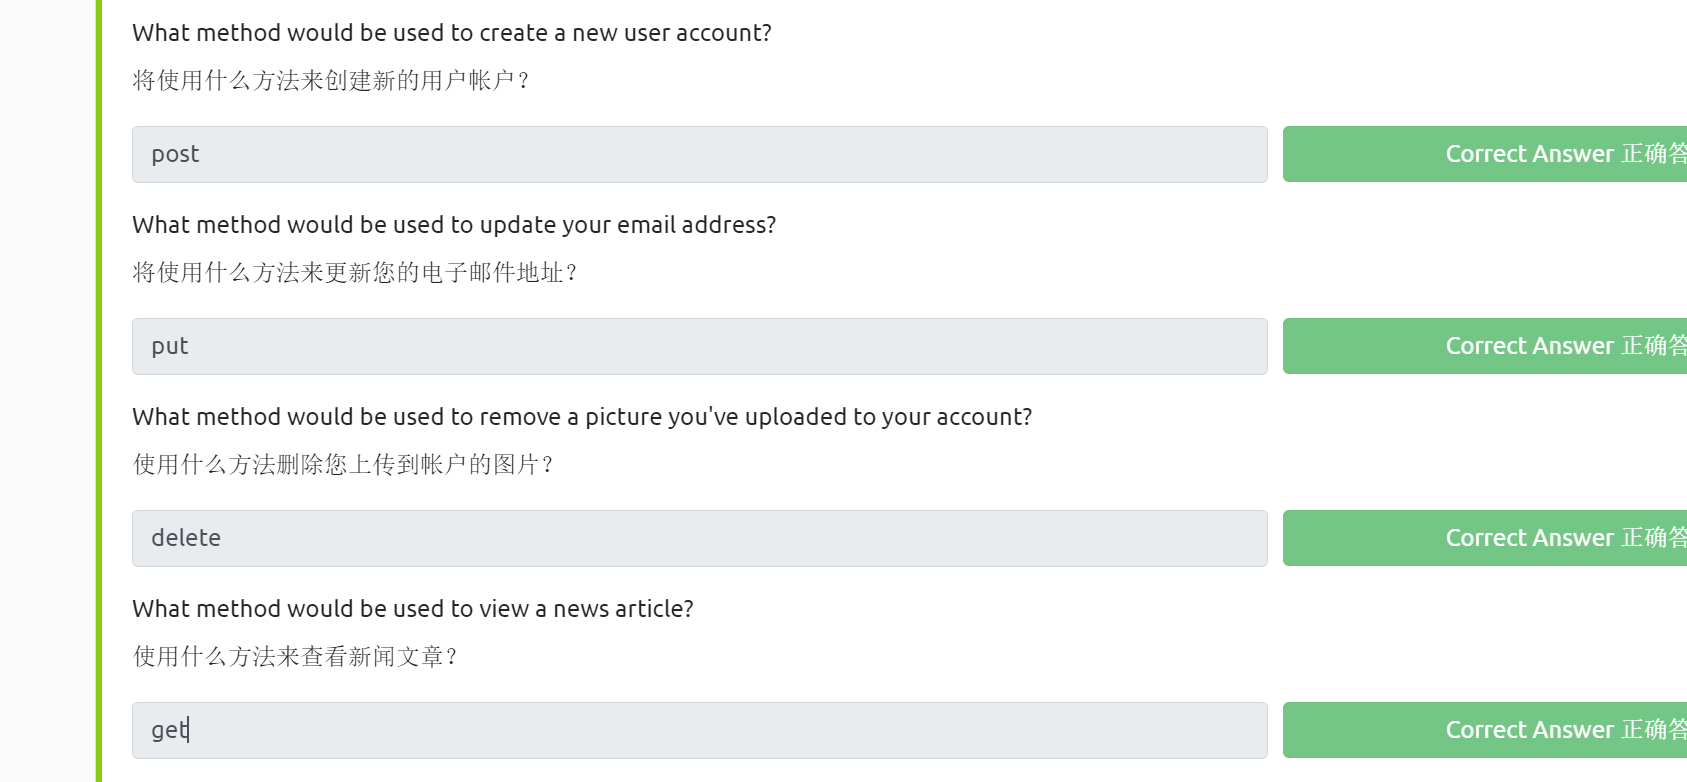 What method would be used to create a new user account?
将使用什么方法来创建新的用户帐户？
post
Correct Answer 正确答
What method would be used to update your email address?
将使用什么方法来更新您的电子邮件地址？
put
Correct Answer 正确答
What method would be used to remove a picture you've uploaded to your account?
使用什么方法删除您上传到帐户的图片？
delete
Correct Answer 正确答
What method would be used to view a news article?
使用什么方法来查看新闻文章？
get
Correct Answer 正确答